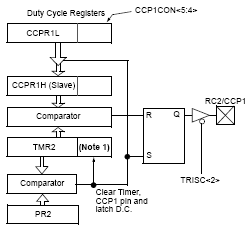 Duty Cycle Registers
CCP1CON<5:4>
CCPR1L
CCPR1H (Slave)
Comparator
R
Q
RC2/CCP1
TMR2
(Note 1)
S
TRISC<2>
Comparator
Clear Timer,
CCP1 pin and
latch D.C.
PR2